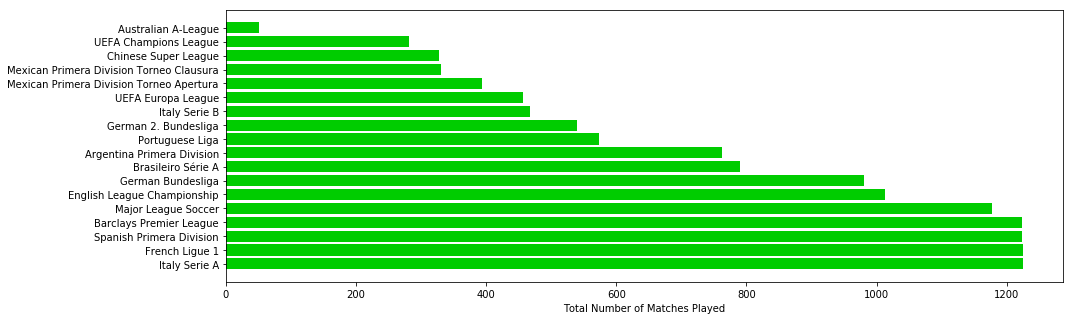 Australian A-League
UEFA Champions League
Chinese Super League
Mexican Primera Division Torneo Clausura
Mexican Primera Division Torneo Apertura
UEFA Europa League
Italy Serie B
German 2. Bundesliga
Portuguese Liga
Argentina Primera Division
Brasileiro Série A
German Bundesliga
English League Championship
Major League Soccer
Barclays Premier League
Spanish Primera Division
French Ligue 1
Italy Serie A
0 200 400 600 800 1000 1200
Total Number of Matches Played